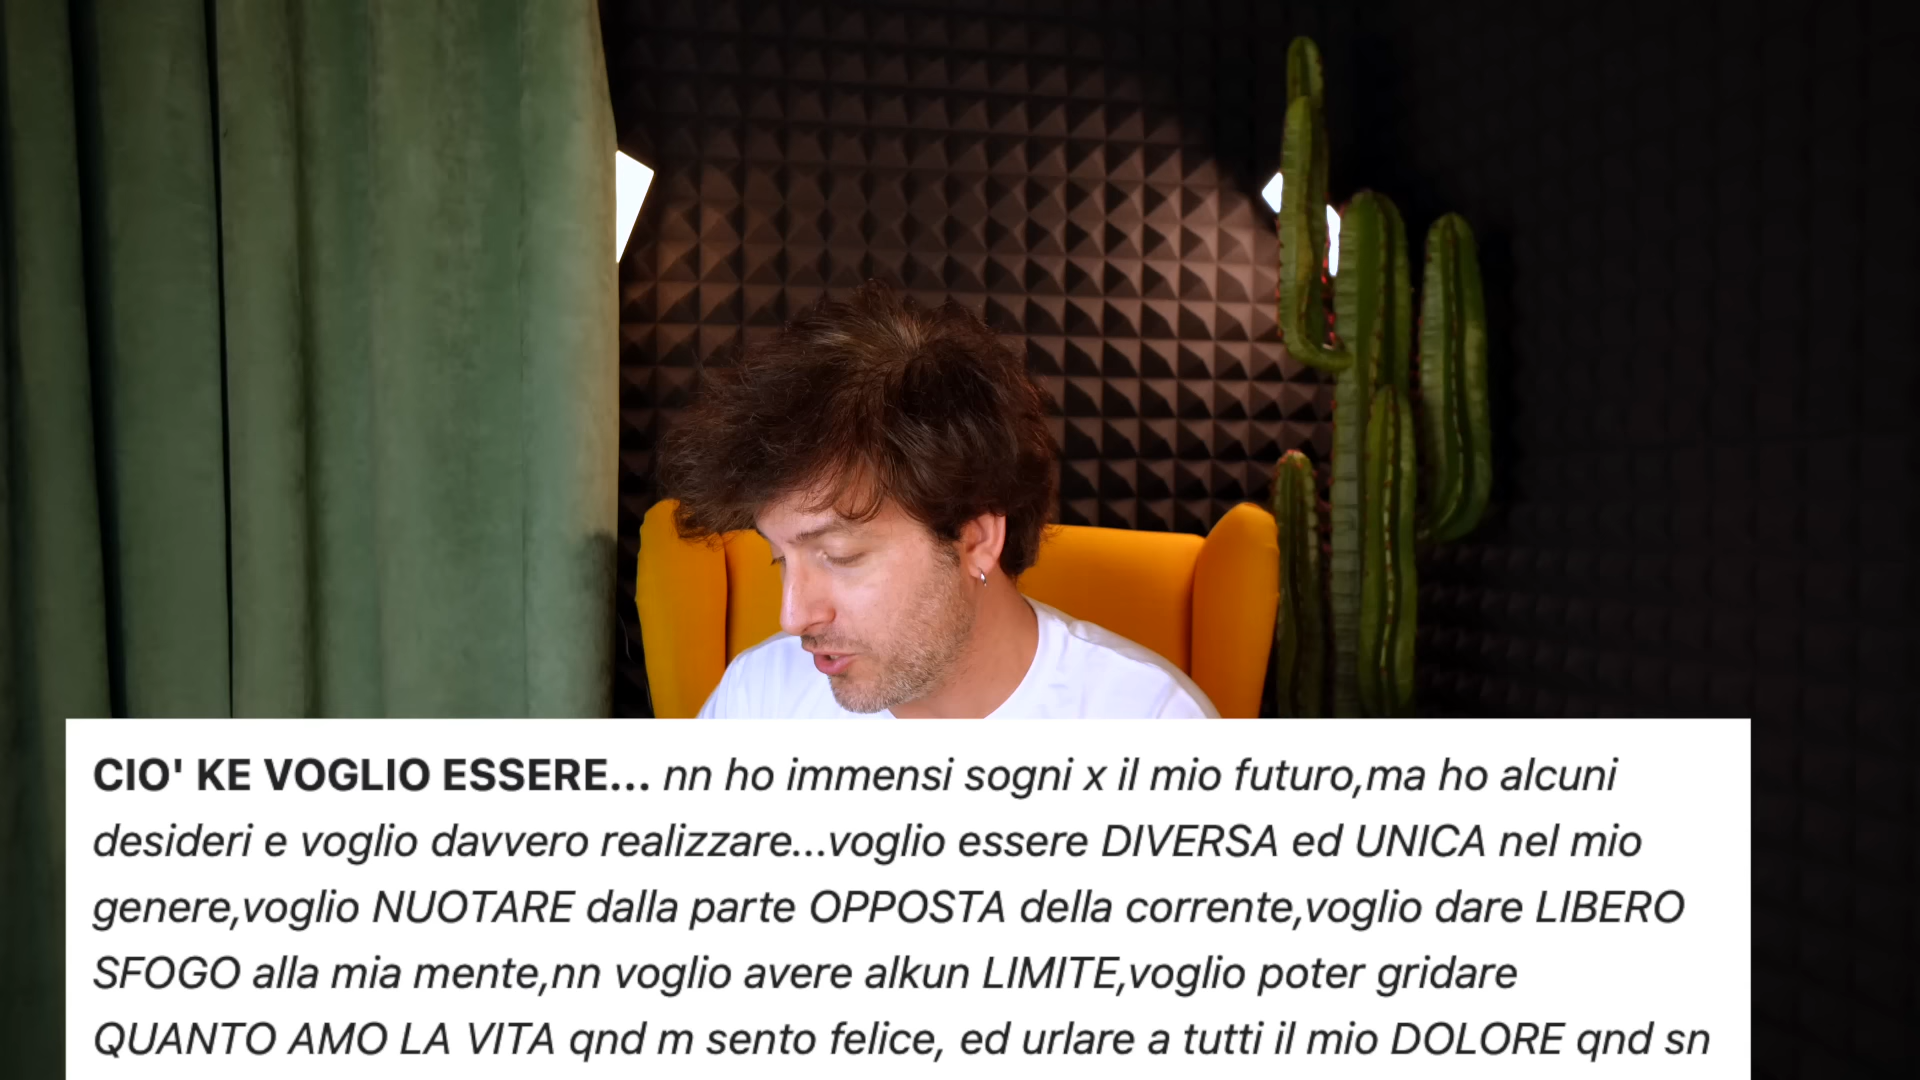 CIO' KE VOGLIO ESSERE... nn ho immensi sogni x il mio futuro,ma ho alcuni
desideri e voglio davvero realizzare...voglio essere DIVERSA ed UNICA nel mio
genere,voglio NUOTARE dalla parte OPPOSTA della corrente,voglio dare LIBERO
SFOGO alla mia mente,nn voglio avere alkun LIMITE,voglio poter gridare
QUANTO AMO LA VITA qnd m sento felice, ed urlare a tutti il mio DOLORE qnd sn